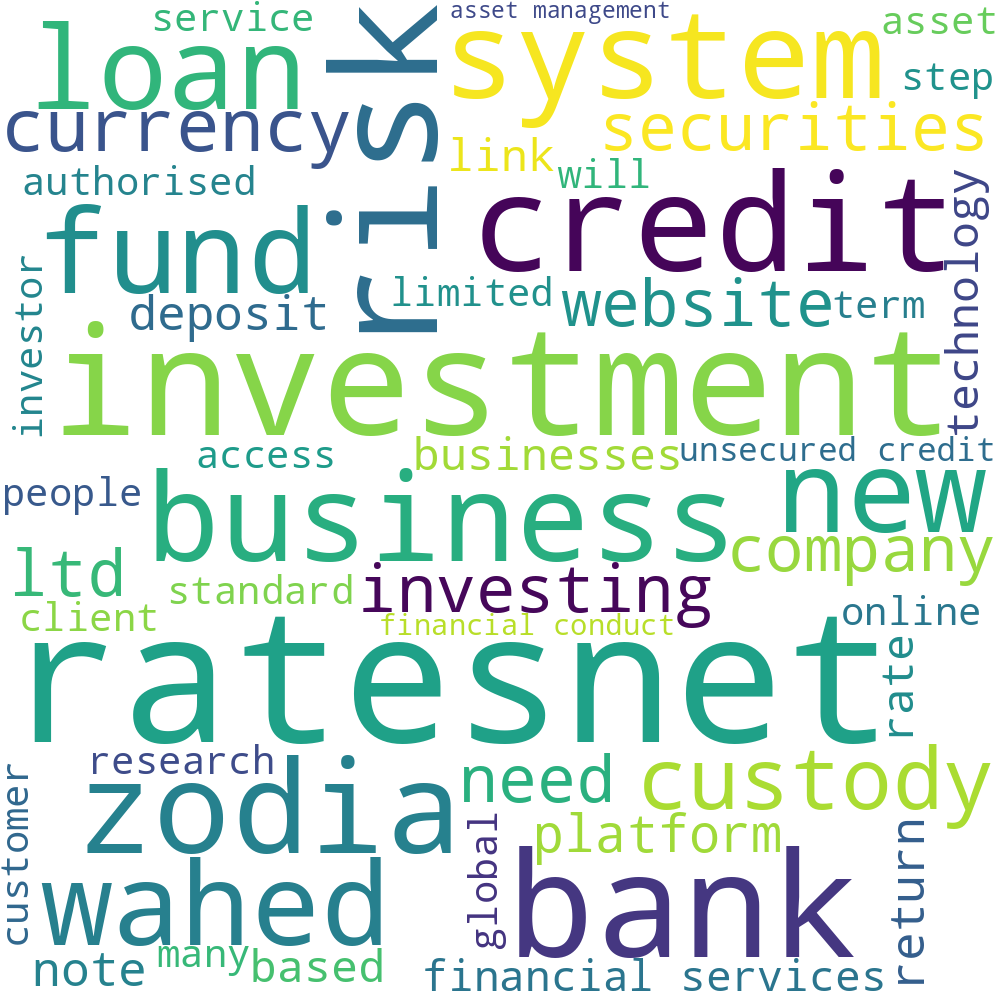 service
asset management
asset
loan
risk
system
step
currency
securities
link
will
authorised
credit
technology
fund
investor
deposit
limited
website
term
investment
access
businesses
unsecured credit
people
business
new
company
ltd
standard
investing
client
financial conduct
online
ratesnet
rate
research
zodia
need
custody
customer
platform
global
return
wahed
bank
many
based
note
financial services